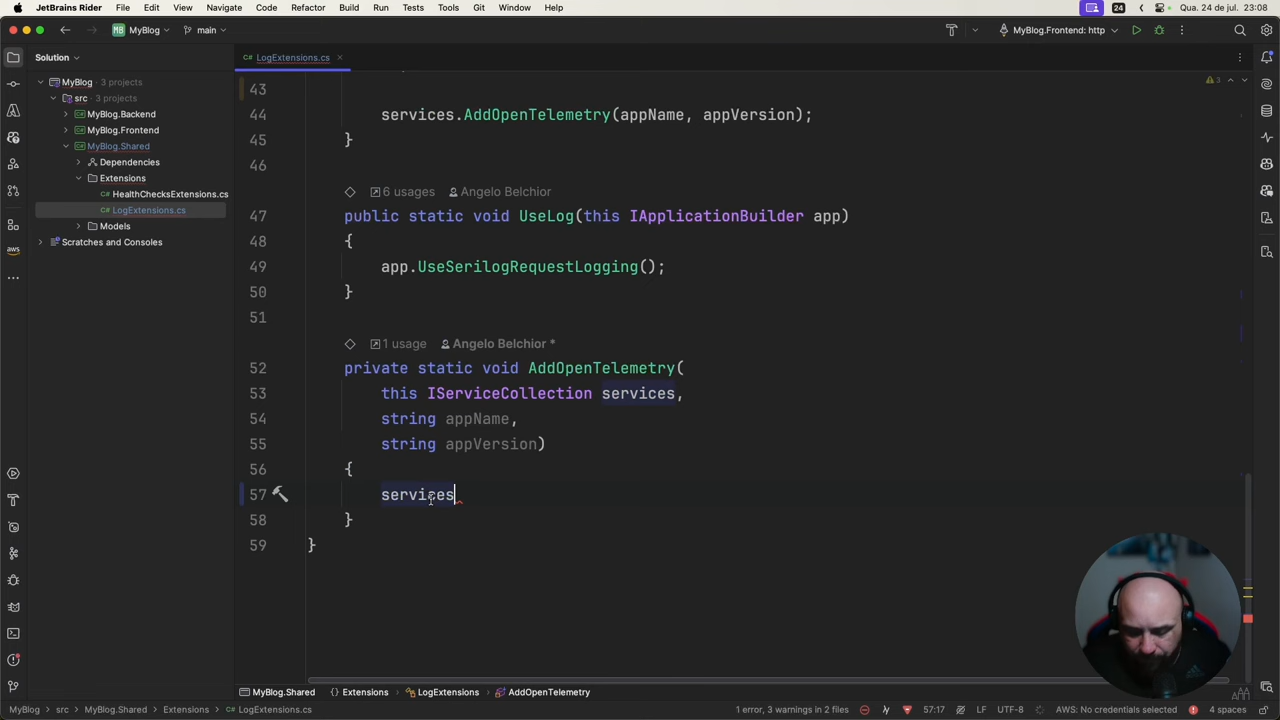 JetBrains Rider File Edit View Navigate Code Refactor Build Run Tests Tools Git Window Help 24 Qua. 24 de jul. 23:08
MB MyBlog main MyBlog.Frontend: http
Solution LogExtensions.cs
MyBlog 3 projects
src 3 projects
MyBlog.Backend
MyBlog.Frontend
MyBlog.Shared
Dependencies
Extensions
HealthChecksExtensions.cs
LogExtensions.cs
Models
Scratches and Consoles
aws
3
43
44 services.AddOpenTelemetry(appName, appVersion);
45 }
46
6 usages Angelo Belchior
47 public static void UseLog(this IApplicationBuilder app)
48 {
49 app.UseSerilogRequestLogging();
50 }
51
1 usage Angelo Belchior *
52 private static void AddOpenTelemetry(
53 this IServiceCollection services,
54 string appName,
55 string appVersion)
56 {
57 services
58 }
59 }
MyBlog.Shared {} Extensions LogExtensions AddOpenTelemetry
MyBlog src MyBlog.Shared Extensions LogExtensions.cs 1 error, 3 warnings in 2 files 57:17 LF UTF-8 AWS: No credentials selected 4 spaces